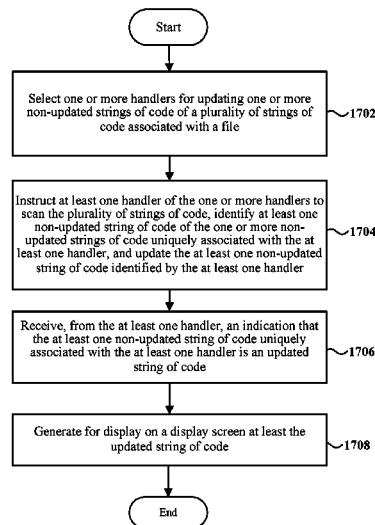 Start
Select one or more handlers for updating one or more
non-updated strings of code of a plurality of strings of
code associated with a file
1702
Instruct at least one handler of the one or more handlers to
scan the plurality of strings of code, identify at least one
non-updated string of code of the one or more non-
updated strings of code uniquely associated with the at
least one handler, and update the at least one non-updated
string of code identified by the at least one handler
1704
Receive, from the at least one handler, an indication that
the at least one non-updated string of code uniquely
associated with the at least one handler is an updated
string of code
1706
Generate for display on a display screen at least the
updated string of code
1708
End